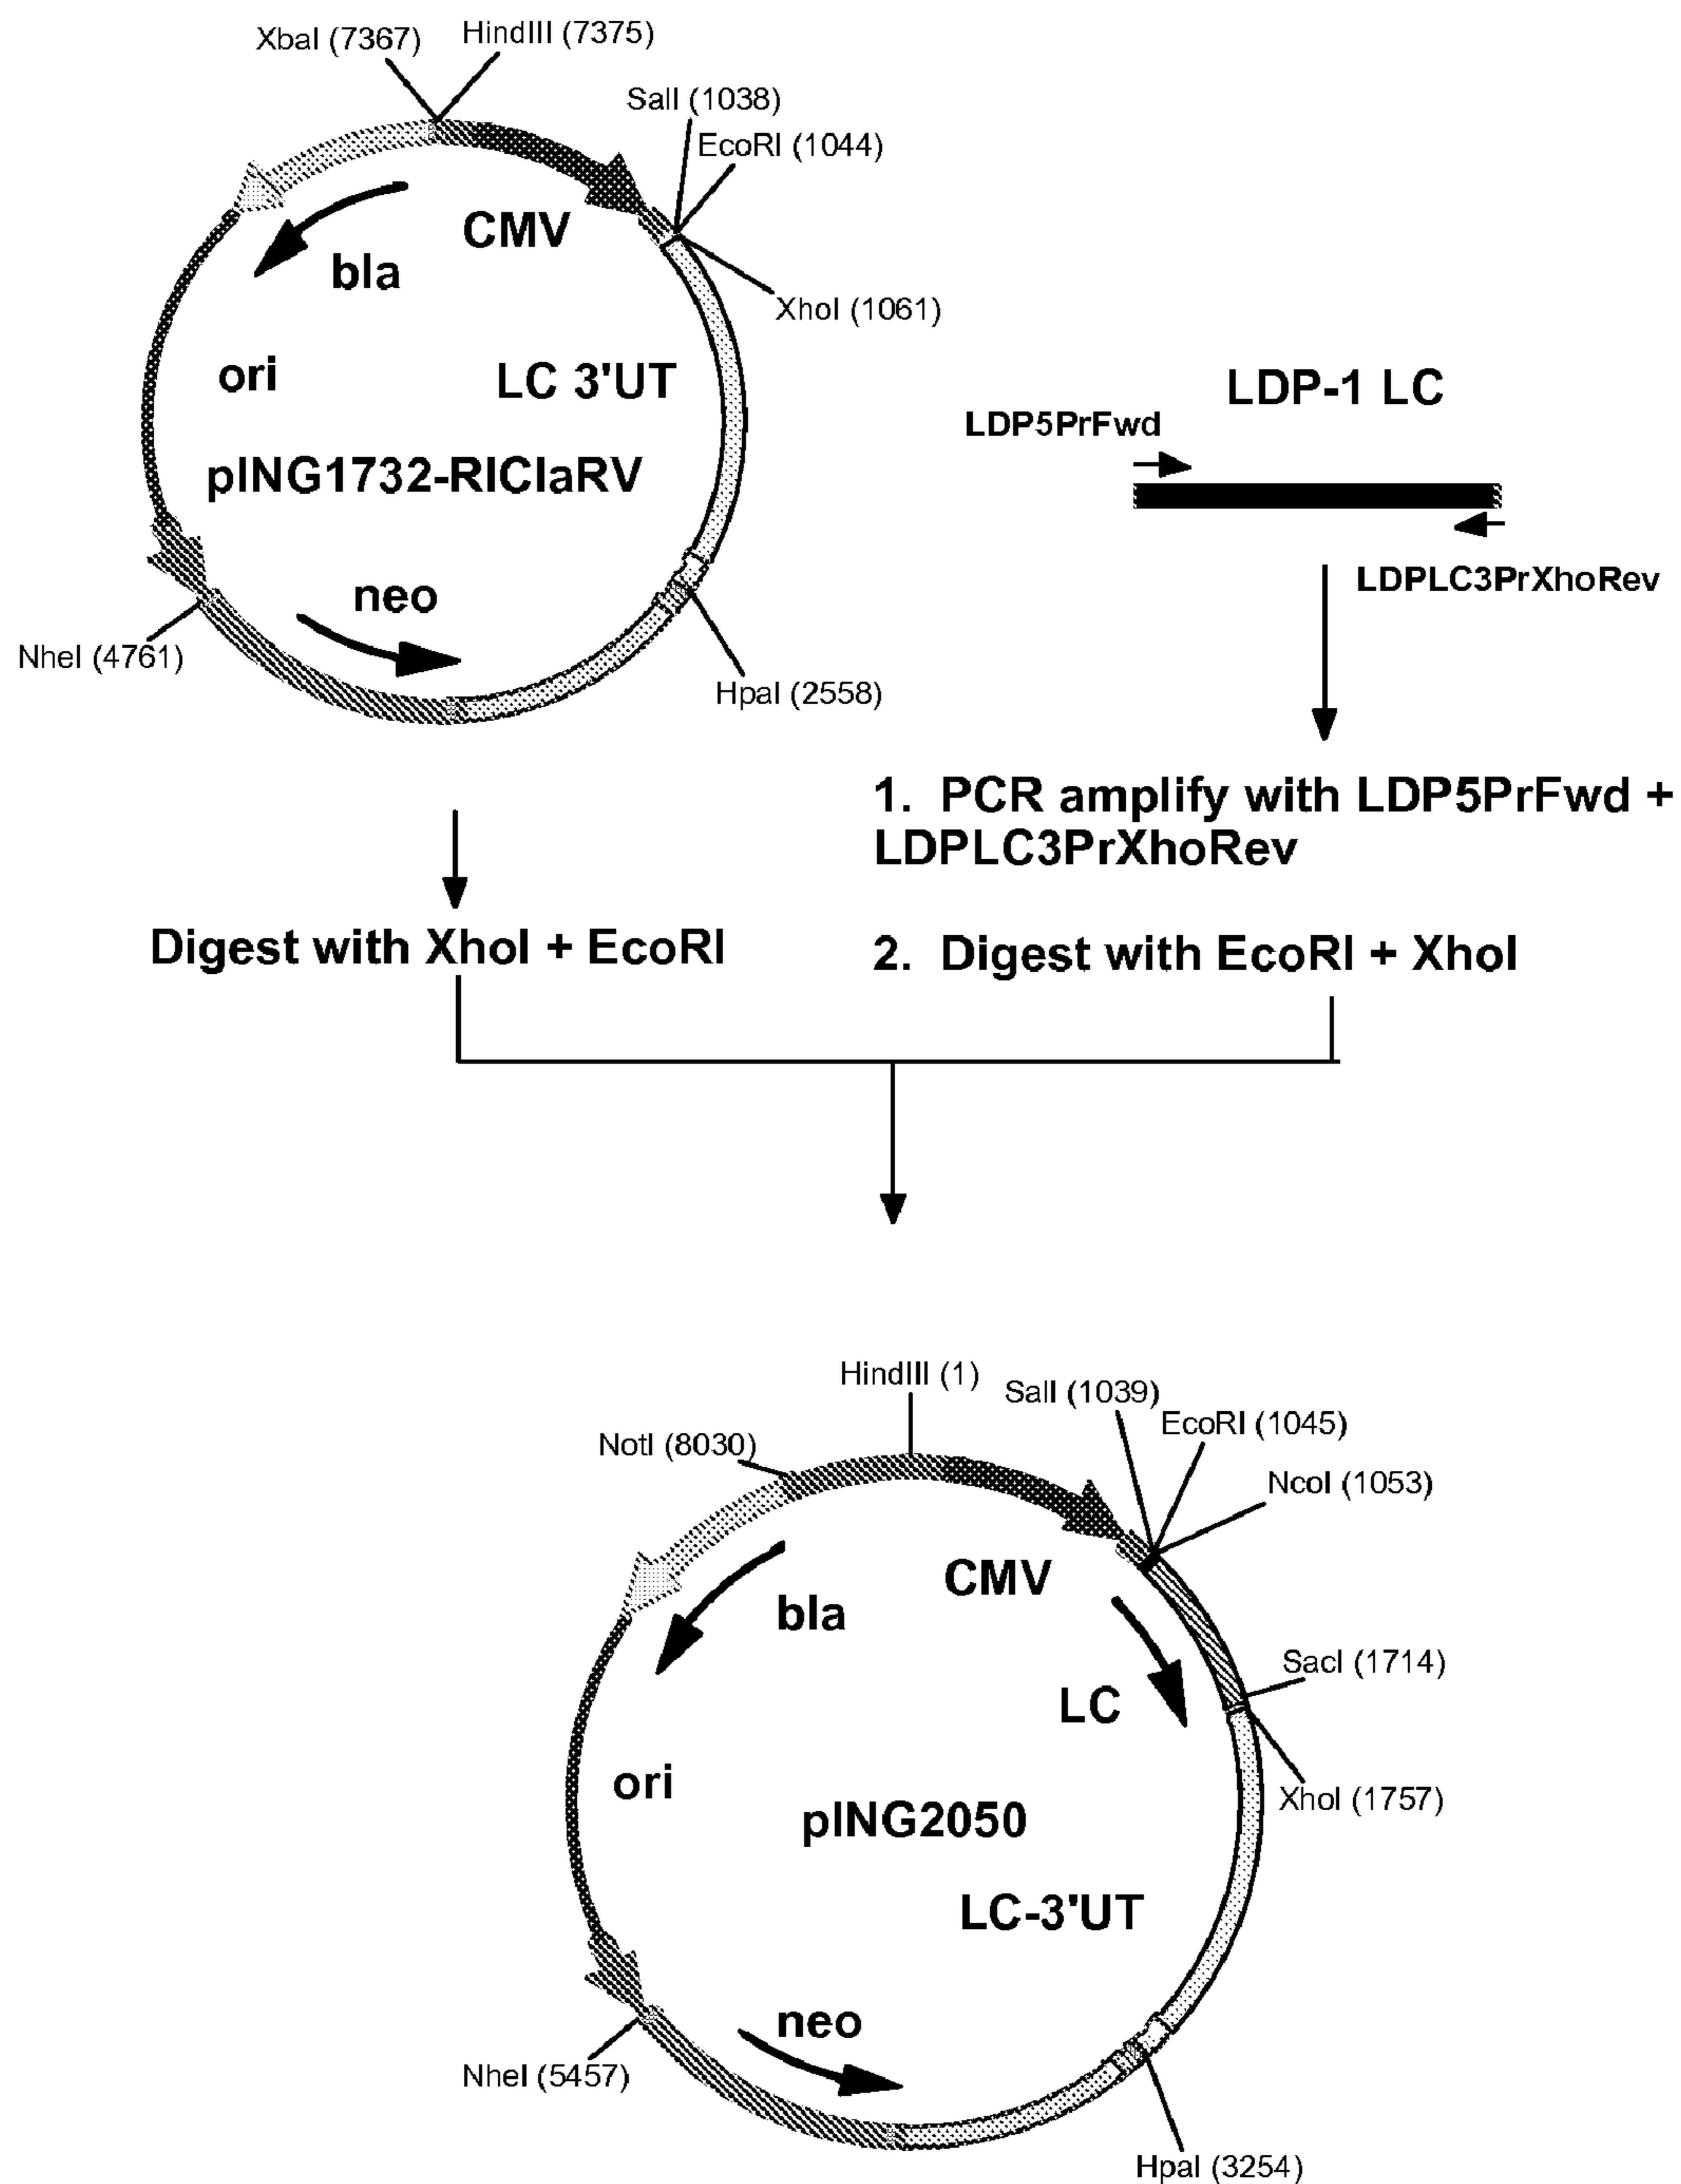 XbaI (7367)
HindIII (7375)
SalI (1038)
EcoRI (1044)
CMV
bla
XhoI (1061)
ori
LC 3'UT
pING1732-RIClaRV
neo
NheI (4761)
HpaI (2558)
LDP-1 LC
LDP5PrFwd
LDPLC3PrXhoRev
1. PCR amplify with LDP5PrFwd +
LDPLC3PrXhoRev
Digest with XhoI + EcoRI
2. Digest with EcoRI + XhoI
HindIII (1)
SalI (1039)
EcoRI (1045)
NotI (8030)
NcoI (1053)
CMV
bla
SacI (1714)
LC
ori
XhoI (1757)
pING2050
LC-3'UT
neo
NheI (5457)
HpaI (3254)